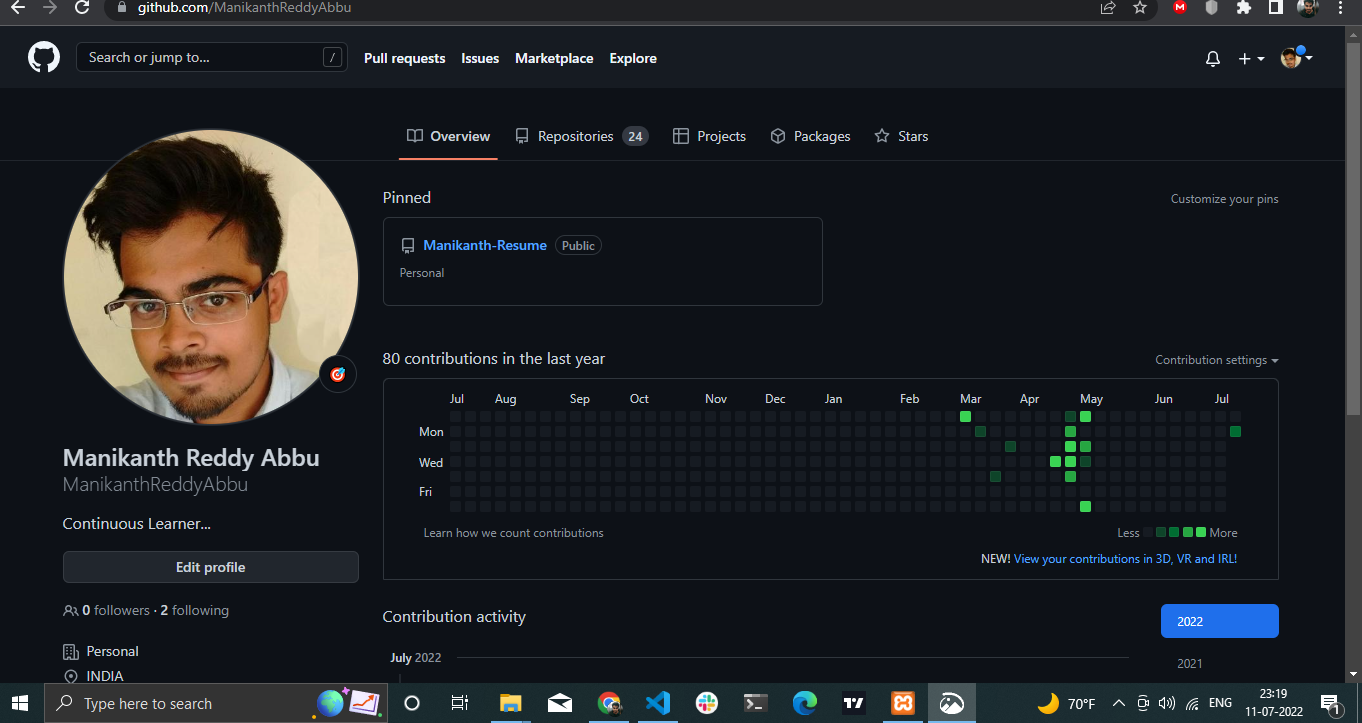 github.com/ManikanthReddyAbbu
M
Search or jump to... /
Pull requests Issues Marketplace Explore
Overview Repositories 24 Projects Packages Stars
Pinned
Customize your pins
Manikanth-Resume Public
Personal
80 contributions in the last year
Contribution settings
Jul Aug Sep Oct Nov Dec Jan Feb Mar Apr May Jun Jul
Mon
Wed
Fri
Learn how we count contributions
Less More
NEW! View your contributions in 3D, VR and IRL!
Manikanth Reddy Abbu
ManikanthReddyAbbu
Continuous Learner...
Edit profile
0 followers · 2 following
Personal
INDIA
Contribution activity
2022
July 2022
2021
Type here to search
70°F
ENG
23:19
11-07-2022
1